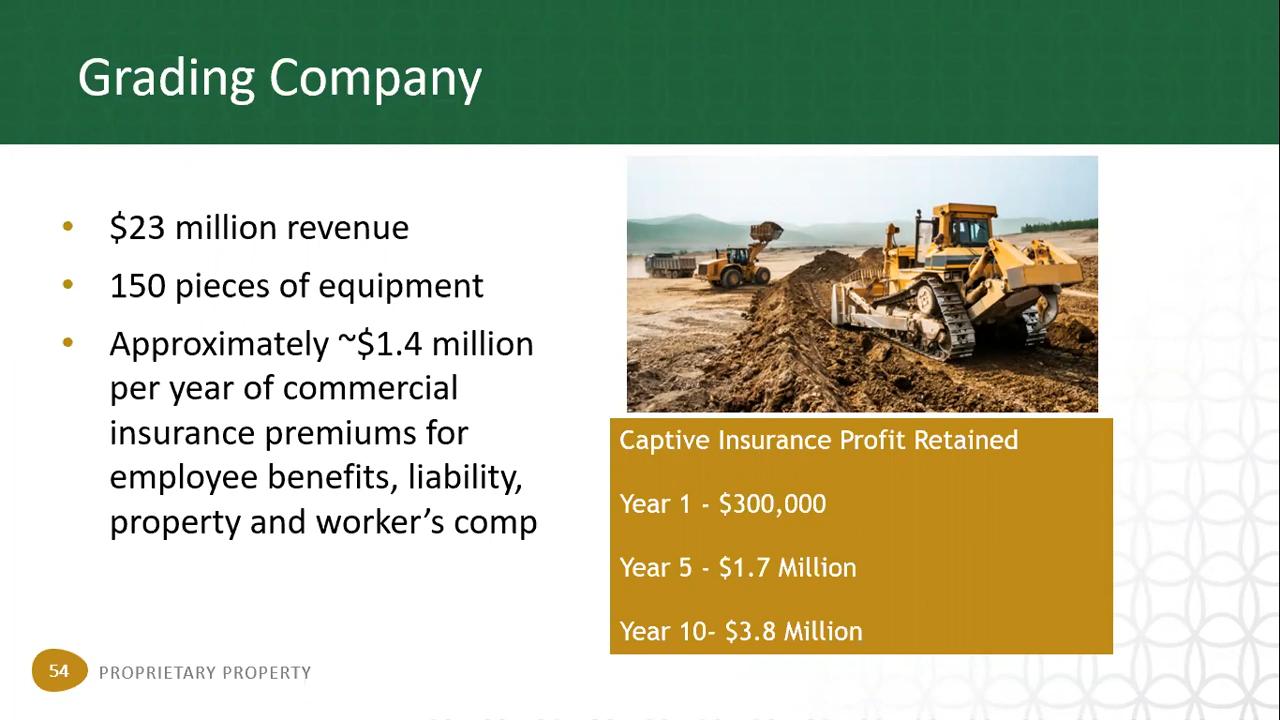 Grading Company
• $23 million revenue
• 150 pieces of equipment
• Approximately ~$1.4 million
per year of commercial
insurance premiums for
employee benefits, liability,
property and worker’s comp
Captive Insurance Profit Retained
Year 1 - $300,000
Year 5 - $1.7 Million
Year 10- $3.8 Million
54 PROPRIETARY PROPERTY